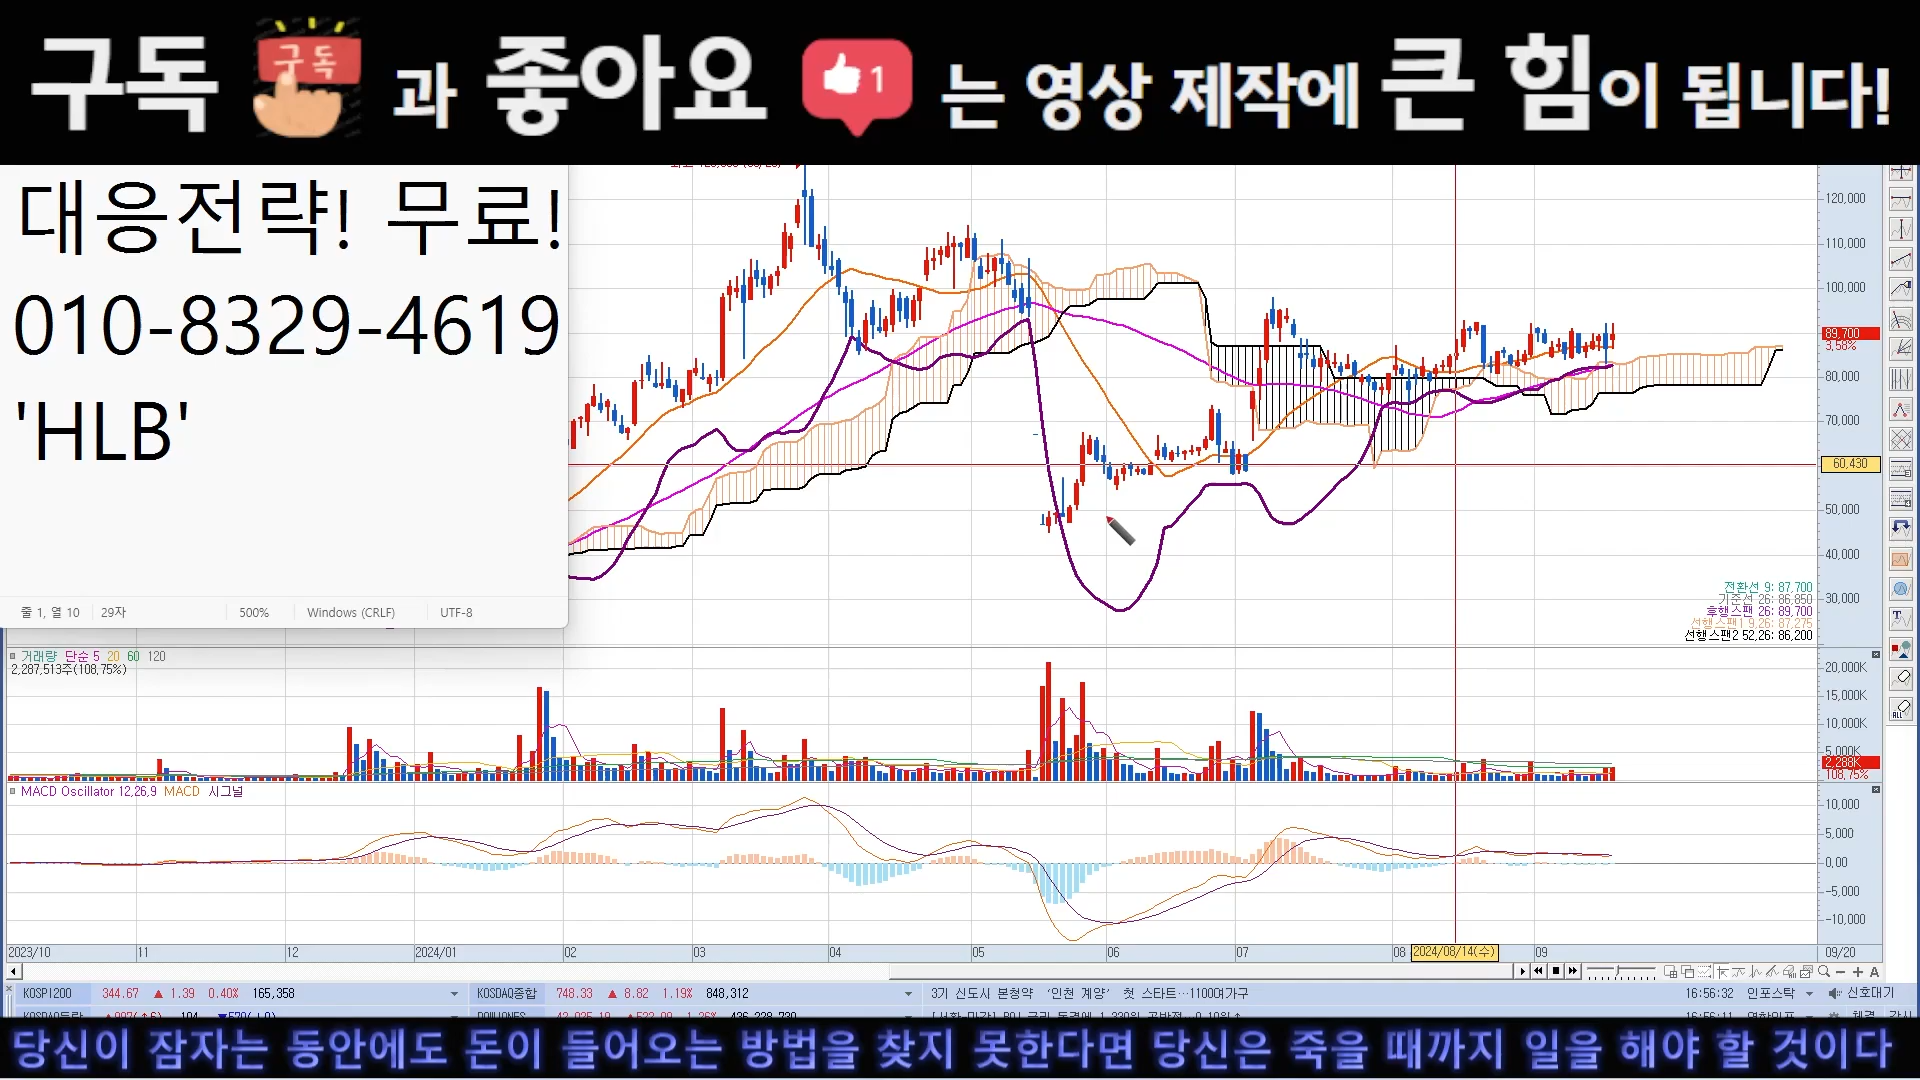 구독 구독 과 좋아요 1 는 영상 제작에 큰 힘이 됩니다!
대응전략! 무료!
010-8329-4619
'HLB'
줄 1, 열 10 29자 500% Windows (CRLF) UTF-8
120,000
110,000
100,000
89,700
3,58%
80,000
70,000
60,430
50,000
40,000
30,000
전환선 9: 87,700
기준선 26: 86,850
후행스팬 26: 89,700
선행스팬1 9,26: 87,275
선행스팬2 52,26: 86,200
거래량 단순 5 20 60 120
2,287,513주(108,75%)
20,000K
15,000K
10,000K
5,000K
2,288K
108,75%
MACD Oscillator 12,26,9 MACD 시그널
10,000
5,000
0,00
-5,000
-10,000
2023/10 11 12 2024/01 02 03 04 05 06 07 08 2024/08/14(수) 09 09/20
KOSPI200 344.67 ▲ 1.39 0.40% 165,358 KOSDAQ종합 748.33 ▲ 8.82 1.19% 848,312 3기 신도시 본청약 '인천 계양' 첫 스타트…1100여가구 16:56:32 인포스탁 신호대기
당신이 잠자는 동안에도 돈이 들어오는 방법을 찾지 못한다면 당신은 죽을 때까지 일을 해야 할 것이다